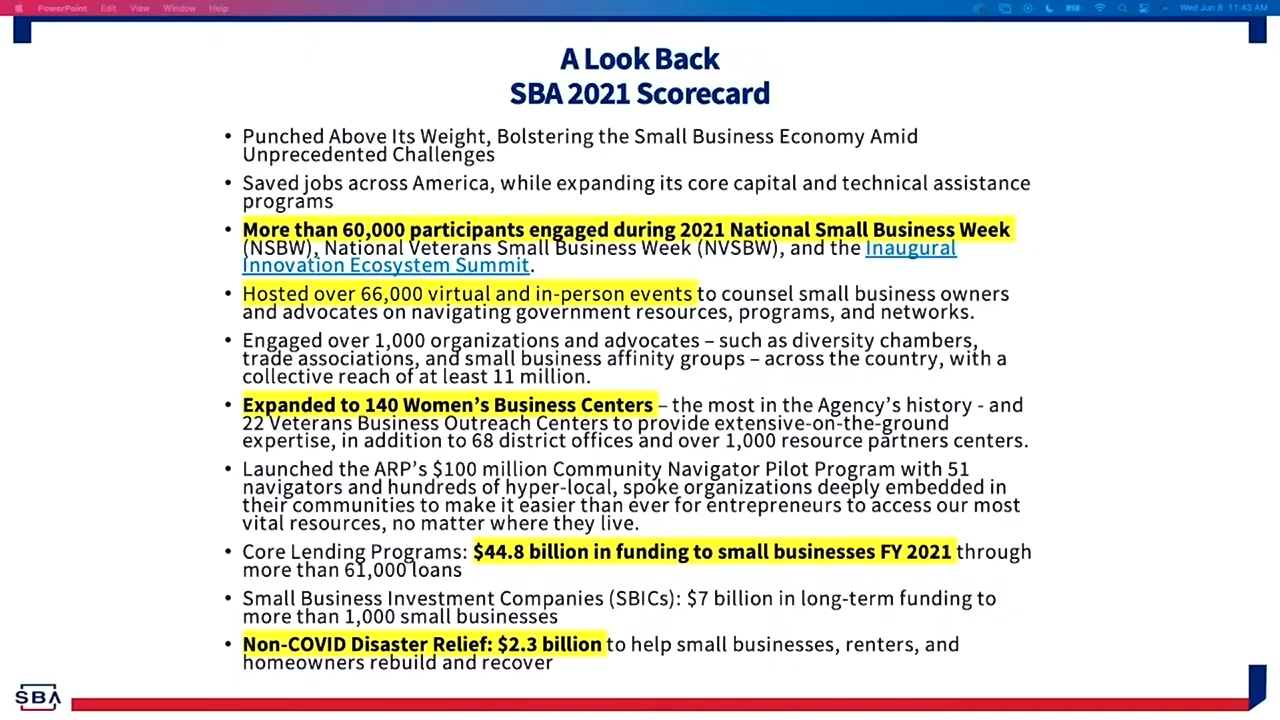 PowerPoint Edit View Window Help
Wed Jun 8 11:43 AM
A Look Back
SBA 2021 Scorecard
• Punched Above Its Weight, Bolstering the Small Business Economy Amid
Unprecedented Challenges
• Saved jobs across America, while expanding its core capital and technical assistance
programs
• More than 60,000 participants engaged during 2021 National Small Business Week
(NSBW), National Veterans Small Business Week (NVSBW), and the Inaugural
Innovation Ecosystem Summit.
• Hosted over 66,000 virtual and in-person events to counsel small business owners
and advocates on navigating government resources, programs, and networks.
• Engaged over 1,000 organizations and advocates – such as diversity chambers,
trade associations, and small business affinity groups – across the country, with a
collective reach of at least 11 million.
• Expanded to 140 Women’s Business Centers – the most in the Agency’s history - and
22 Veterans Business Outreach Centers to provide extensive-on-the-ground
expertise, in addition to 68 district offices and over 1,000 resource partners centers.
• Launched the ARP’s $100 million Community Navigator Pilot Program with 51
navigators and hundreds of hyper-local, spoke organizations deeply embedded in
their communities to make it easier than ever for entrepreneurs to access our most
vital resources, no matter where they live.
• Core Lending Programs: $44.8 billion in funding to small businesses FY 2021 through
more than 61,000 loans
• Small Business Investment Companies (SBICs): $7 billion in long-term funding to
more than 1,000 small businesses
• Non-COVID Disaster Relief: $2.3 billion to help small businesses, renters, and
homeowners rebuild and recover
SBA